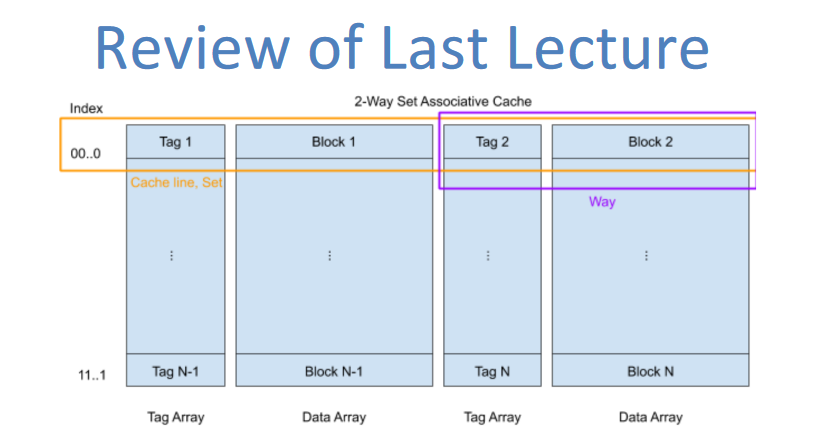 Review of Last Lecture
2-Way Set Associative Cache
Index
00..0
Tag 1
Block 1
Tag 2
Block 2
Cache line, Set
Way
⋮
⋮
⋮
⋮
11..1
Tag N-1
Block N-1
Tag N
Block N
Tag Array
Data Array
Tag Array
Data Array